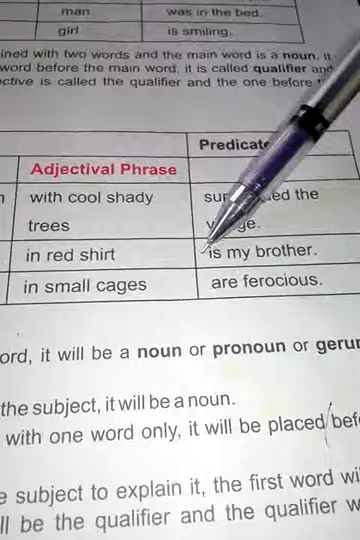 man was in the bed.
girl is smiling.
ined with two words and the main word is a noun. It
word before the main word, it is called qualifier and
ective is called the qualifier and the one before
Predicate
Adjectival Phrase
with cool shady the
trees
in red shirt is my brother.
in small cages are ferocious.
ord, it will be a noun or pronoun or gerun
the subject, it will be a noun.
with one word only, it will be placed befo
e subject to explain it, the first word wi
ll be the qualifier and the qualifier w